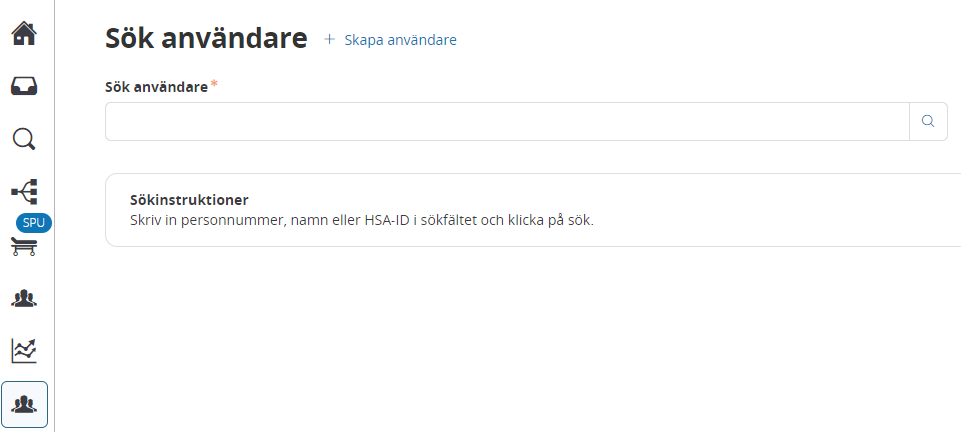 Sök användare + Skapa användare
Sök användare*
SPU
Sökinstruktioner
Skriv in personnummer, namn eller HSA-ID i sökfältet och klicka på sök.